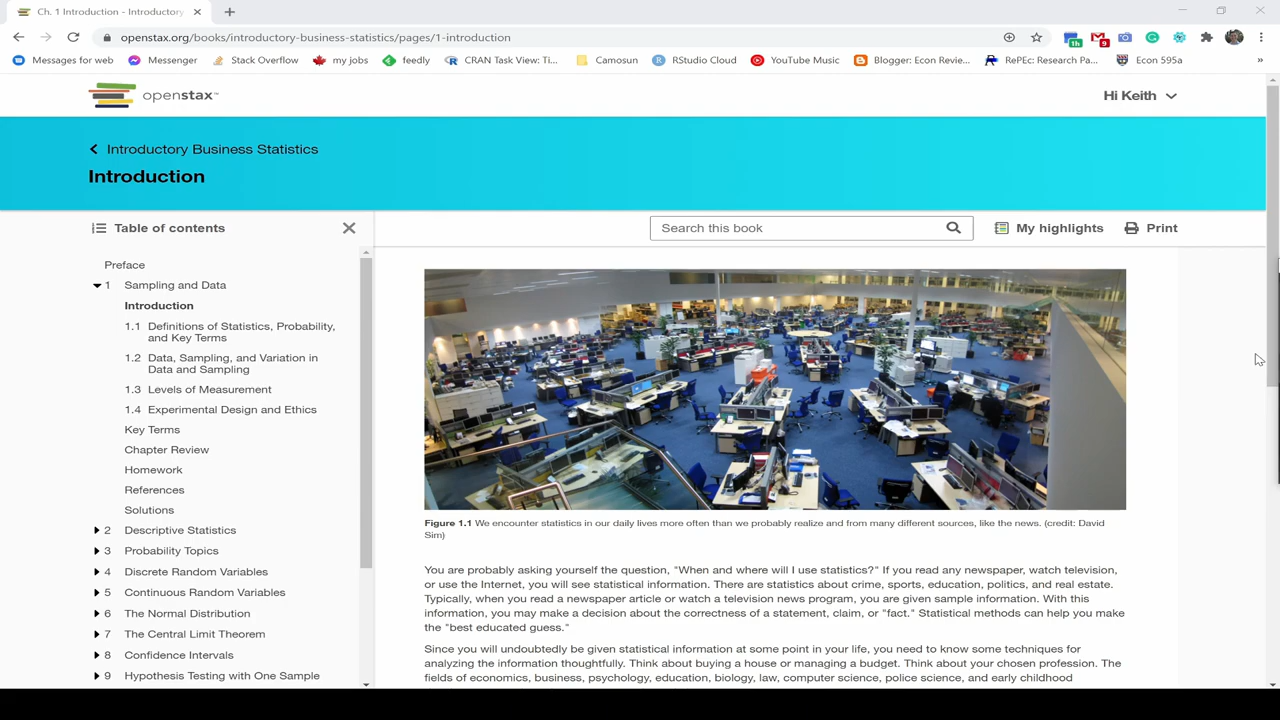 Ch. 1 Introduction - Introductory
openstax.org/books/introductory-business-statistics/pages/1-introduction
1h
9
Messages for web
Messenger
Stack Overflow
my jobs
feedly
CRAN Task View: Ti...
Camosun
RStudio Cloud
YouTube Music
Blogger: Econ Revie...
RePEc: Research Pa...
Econ 595a
»
openstax™
Hi Keith
Introductory Business Statistics
Introduction
Table of contents
Search this book
My highlights
Print
Preface
1 Sampling and Data
Introduction
1.1 Definitions of Statistics, Probability,
and Key Terms
1.2 Data, Sampling, and Variation in
Data and Sampling
1.3 Levels of Measurement
1.4 Experimental Design and Ethics
Key Terms
Chapter Review
Homework
References
Solutions
2 Descriptive Statistics
3 Probability Topics
4 Discrete Random Variables
5 Continuous Random Variables
6 The Normal Distribution
7 The Central Limit Theorem
8 Confidence Intervals
9 Hypothesis Testing with One Sample
Figure 1.1 We encounter statistics in our daily lives more often than we probably realize and from many different sources, like the news. (credit: David
Sim)
You are probably asking yourself the question, "When and where will I use statistics?" If you read any newspaper, watch television,
or use the Internet, you will see statistical information. There are statistics about crime, sports, education, politics, and real estate.
Typically, when you read a newspaper article or watch a television news program, you are given sample information. With this
information, you may make a decision about the correctness of a statement, claim, or "fact." Statistical methods can help you make
the "best educated guess."
Since you will undoubtedly be given statistical information at some point in your life, you need to know some techniques for
analyzing the information thoughtfully. Think about buying a house or managing a budget. Think about your chosen profession. The
fields of economics, business, psychology, education, biology, law, computer science, police science, and early childhood